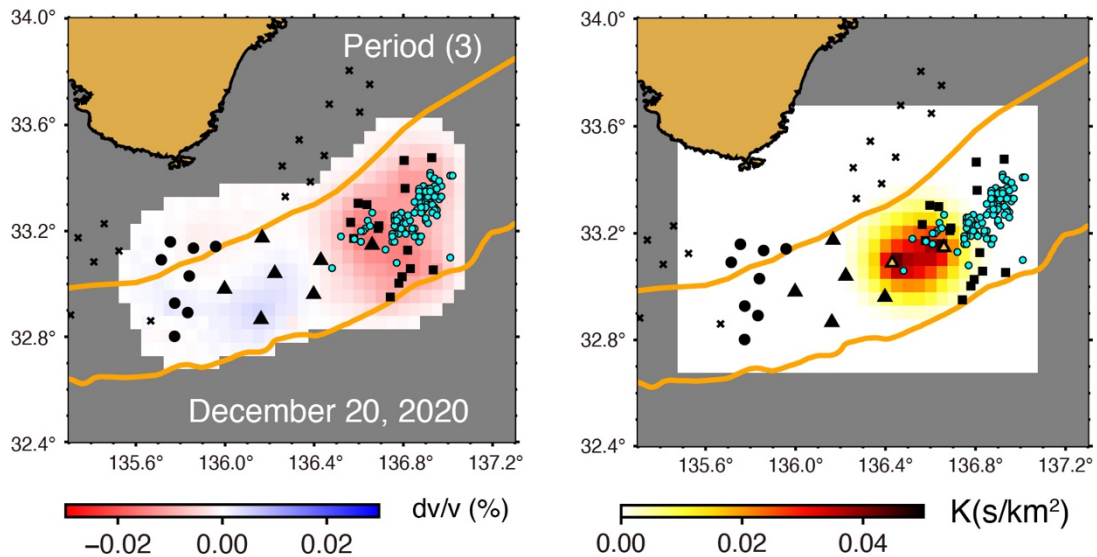 34.0°
33.6°
33.2°
32.8°
32.4°
Period (3)
December 20, 2020
135.6° 136.0° 136.4° 136.8° 137.2°
dv/v (%)
−0.02 0.00 0.02
34.0°
33.6°
33.2°
32.8°
32.4°
135.6° 136.0° 136.4° 136.8° 137.2°
K(s/km²)
0.00 0.02 0.04